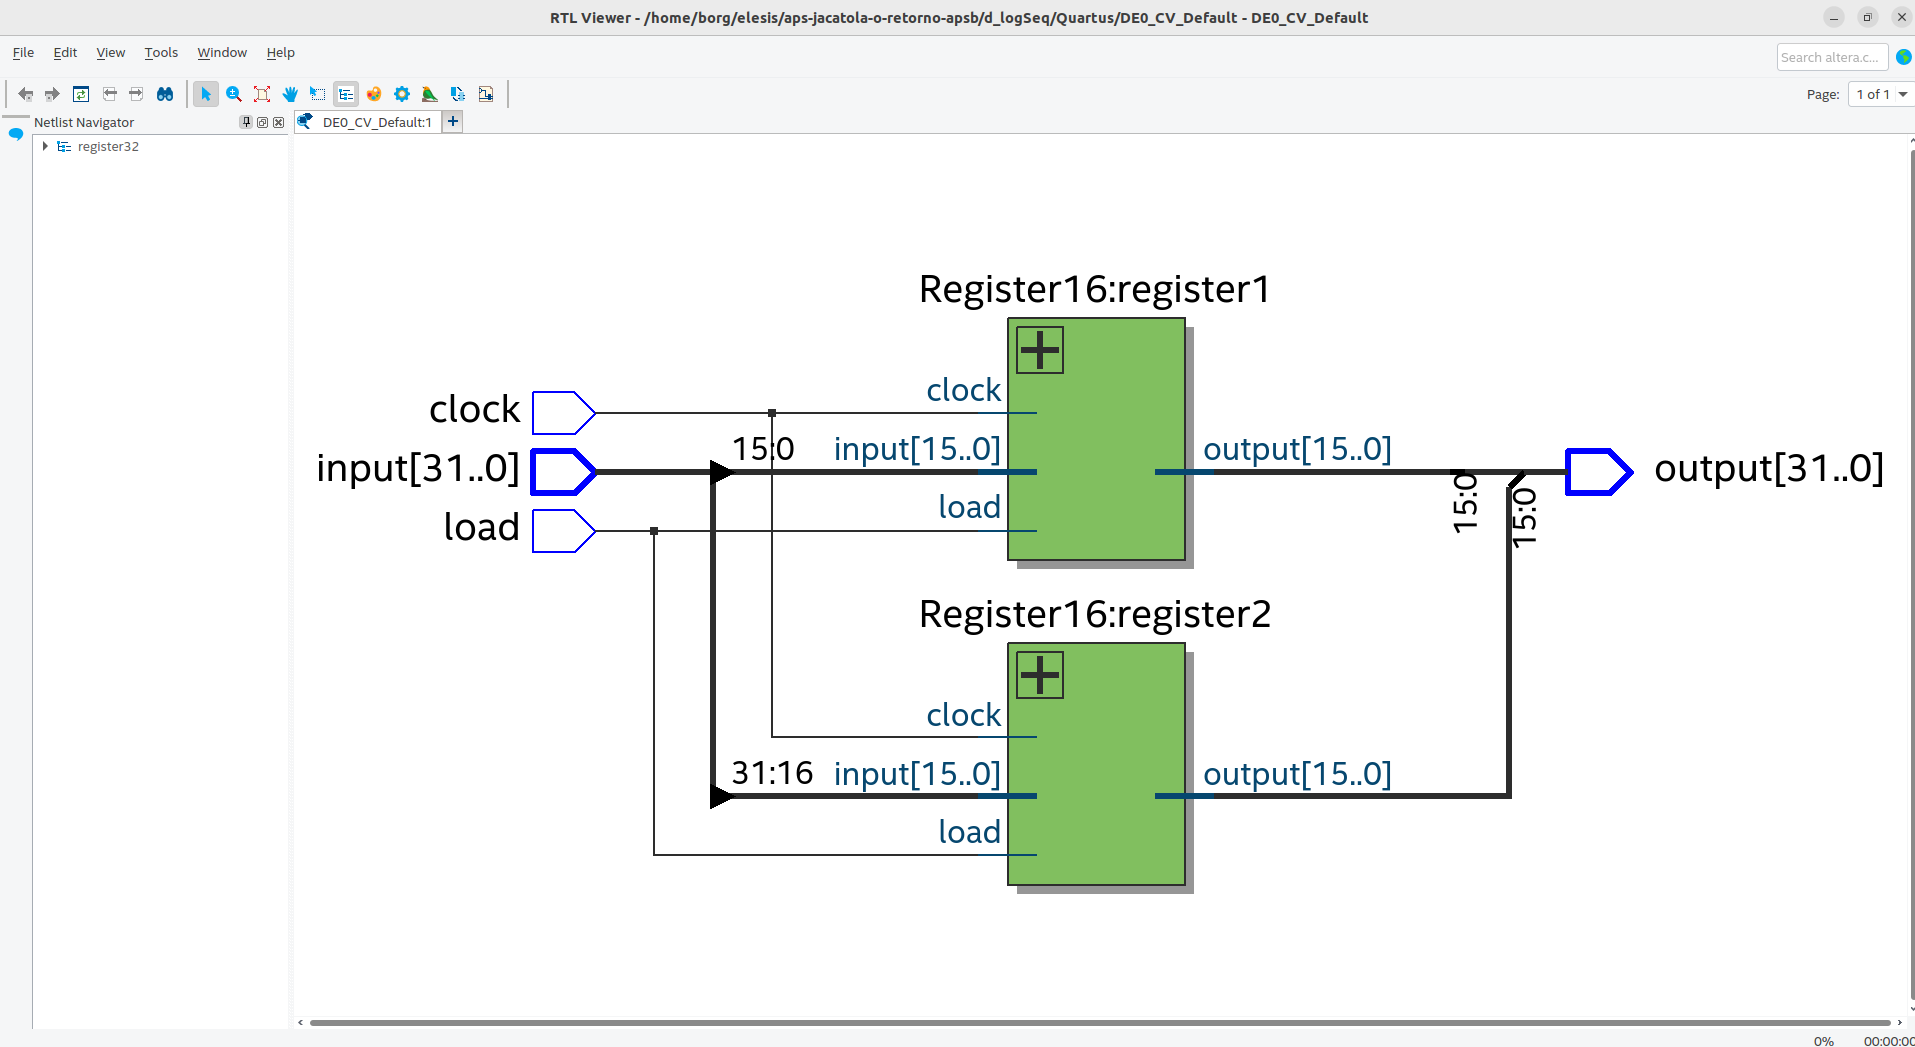 RTL Viewer - /home/borg/elesis/aps-jacatola-o-retorno-apsb/d_logSeq/Quartus/DE0_CV_Default - DE0_CV_Default
File Edit View Tools Window Help
Search altera.c...
Page: 1 of 1
Netlist Navigator
DE0_CV_Default:1
register32
Register16:register1
clock
clock
15:0
input[15..0]
output[15..0]
input[31..0]
output[31..0]
load
load
15:0
15:0
Register16:register2
clock
31:16
input[15..0]
output[15..0]
load
0%
00:00:00